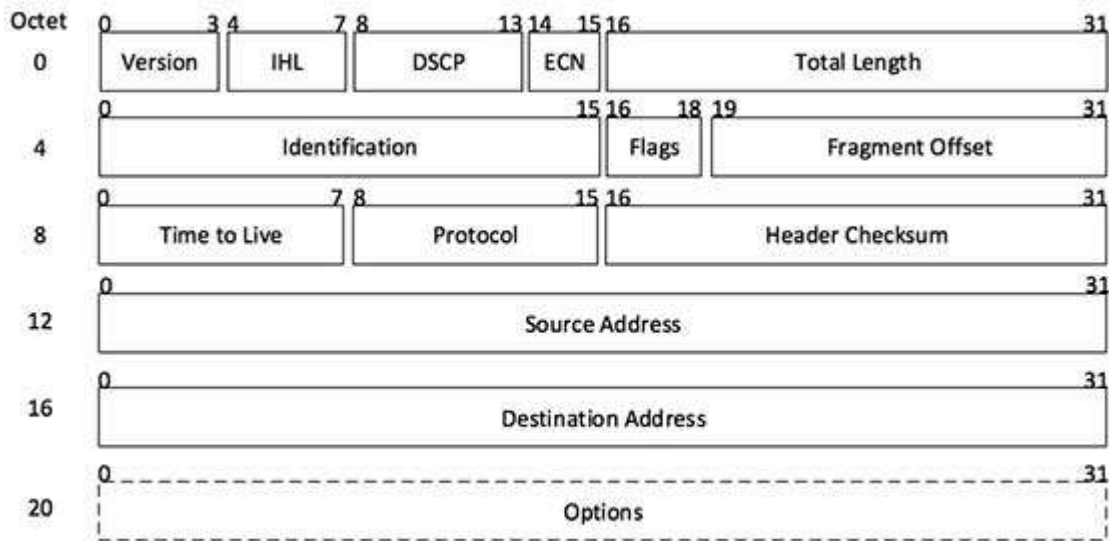 Octet 0 3 4 7 8 13 14 15 16 31
0 Version IHL DSCP ECN Total Length
0 15 16 18 19 31
4 Identification Flags Fragment Offset
0 7 8 15 16 31
8 Time to Live Protocol Header Checksum
0 31
12 Source Address
0 31
16 Destination Address
0 31
20 Options